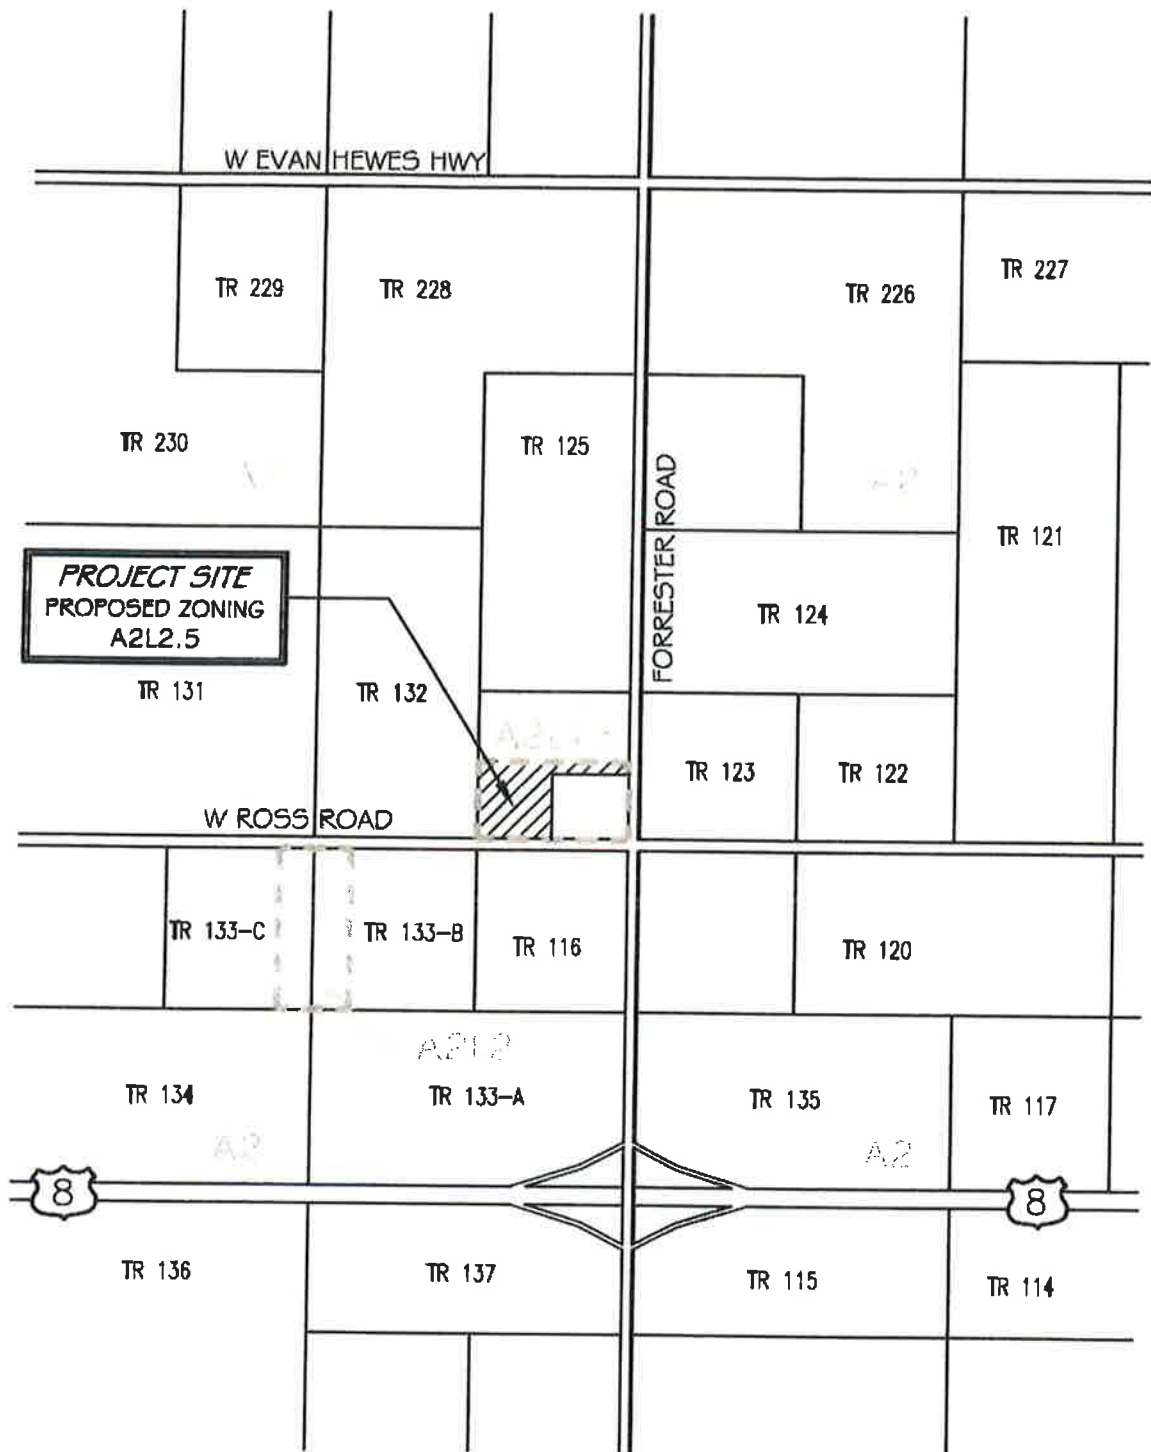 W EVAN HEWES HWY
TR 229
TR 228
TR 226
TR 227
TR 230
TR 125
A2
FORRESTER ROAD
TR 121
PROJECT SITE
PROPOSED ZONING
A2L2.5
TR 124
TR 131
TR 132
TR 123
TR 122
W ROSS ROAD
TR 133-C
TR 133-B
TR 116
TR 120
A2L2
TR 134
TR 133-A
TR 135
TR 117
A2
A2
8
8
TR 136
TR 137
TR 115
TR 114